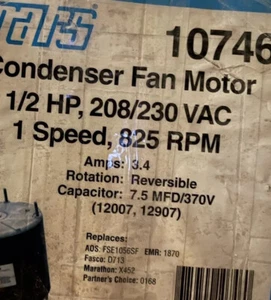 mars
10746
Condenser Fan Motor
1/2 HP, 208/230 VAC
1 Speed, 825 RPM
Amps: 3.4
Rotation: Reversible
Capacitor: 7.5 MFD/370V
(12007, 12907)
Replaces:
AOS: FSE1056SF EMR: 1870
Fasco: D713
Marathon: X452
Partner's Choice: 0168